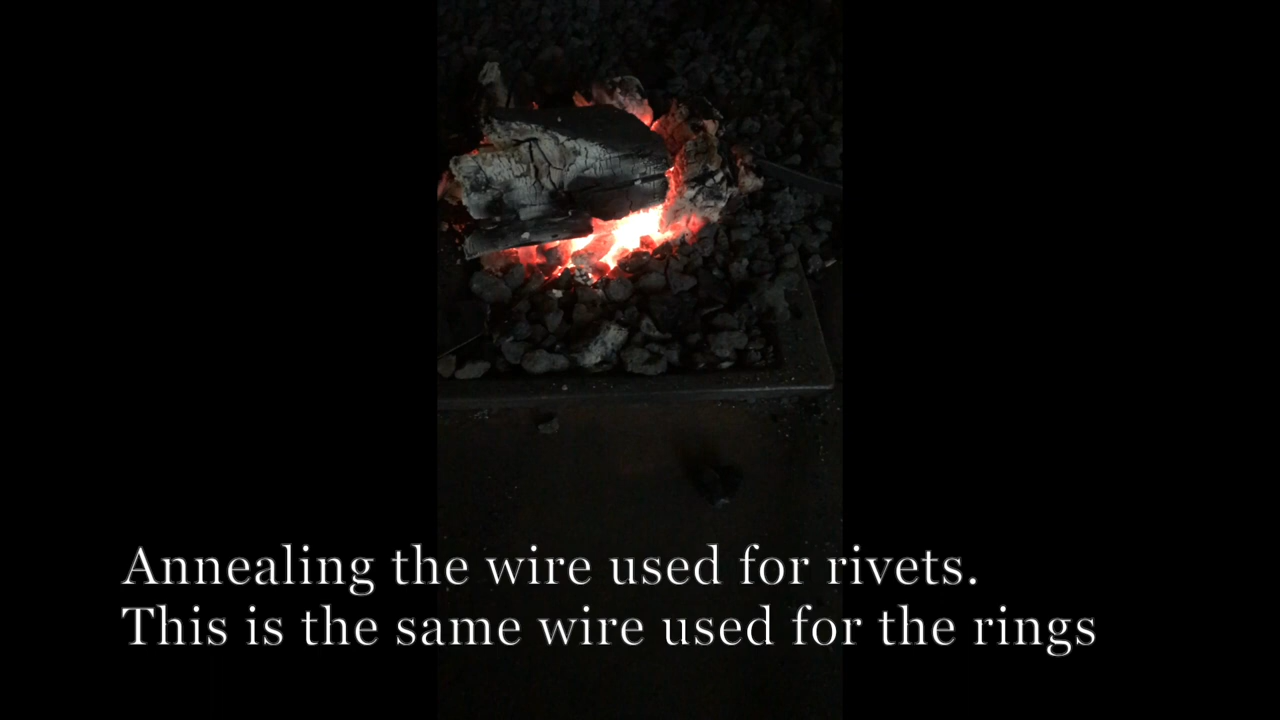 Annealing the wire used for rivets.
This is the same wire used for the rings